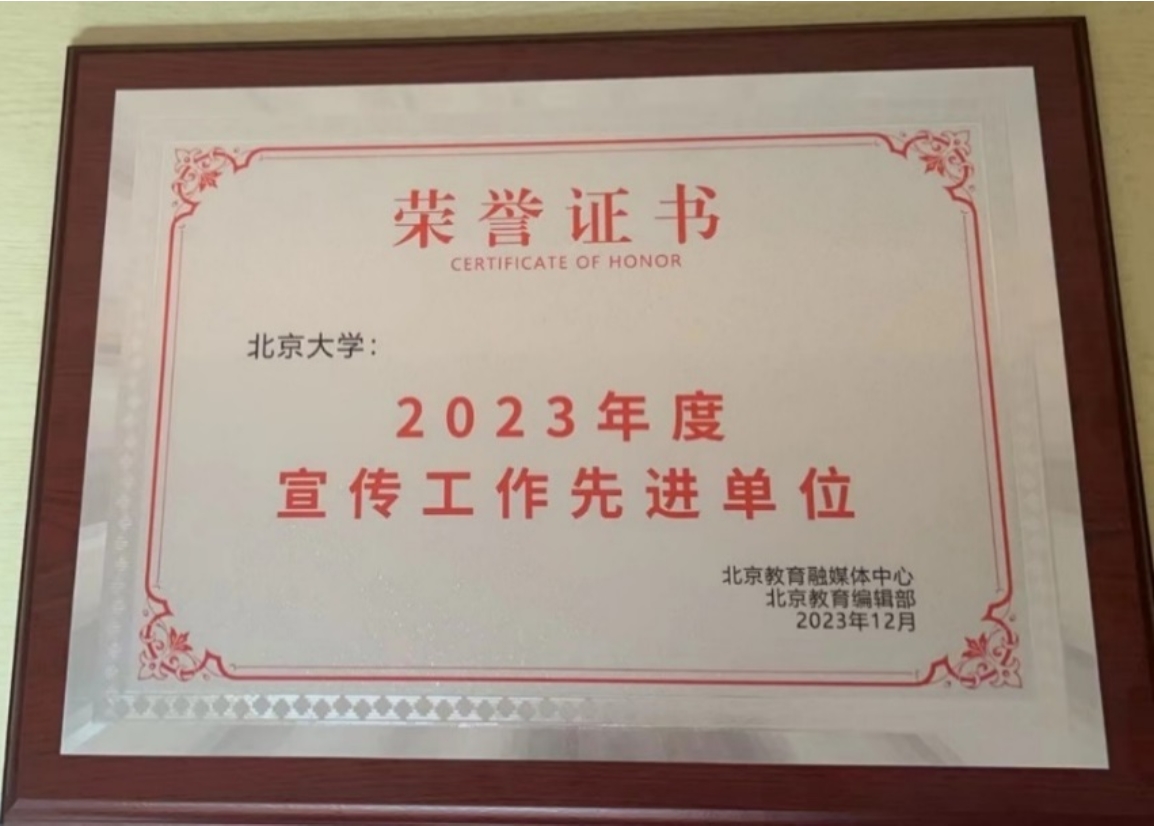 荣誉证书
CERTIFICATE OF HONOR
北京大学：
2023年度
宣传工作先进单位
北京教育融媒体中心
北京教育编辑部
2023年12月